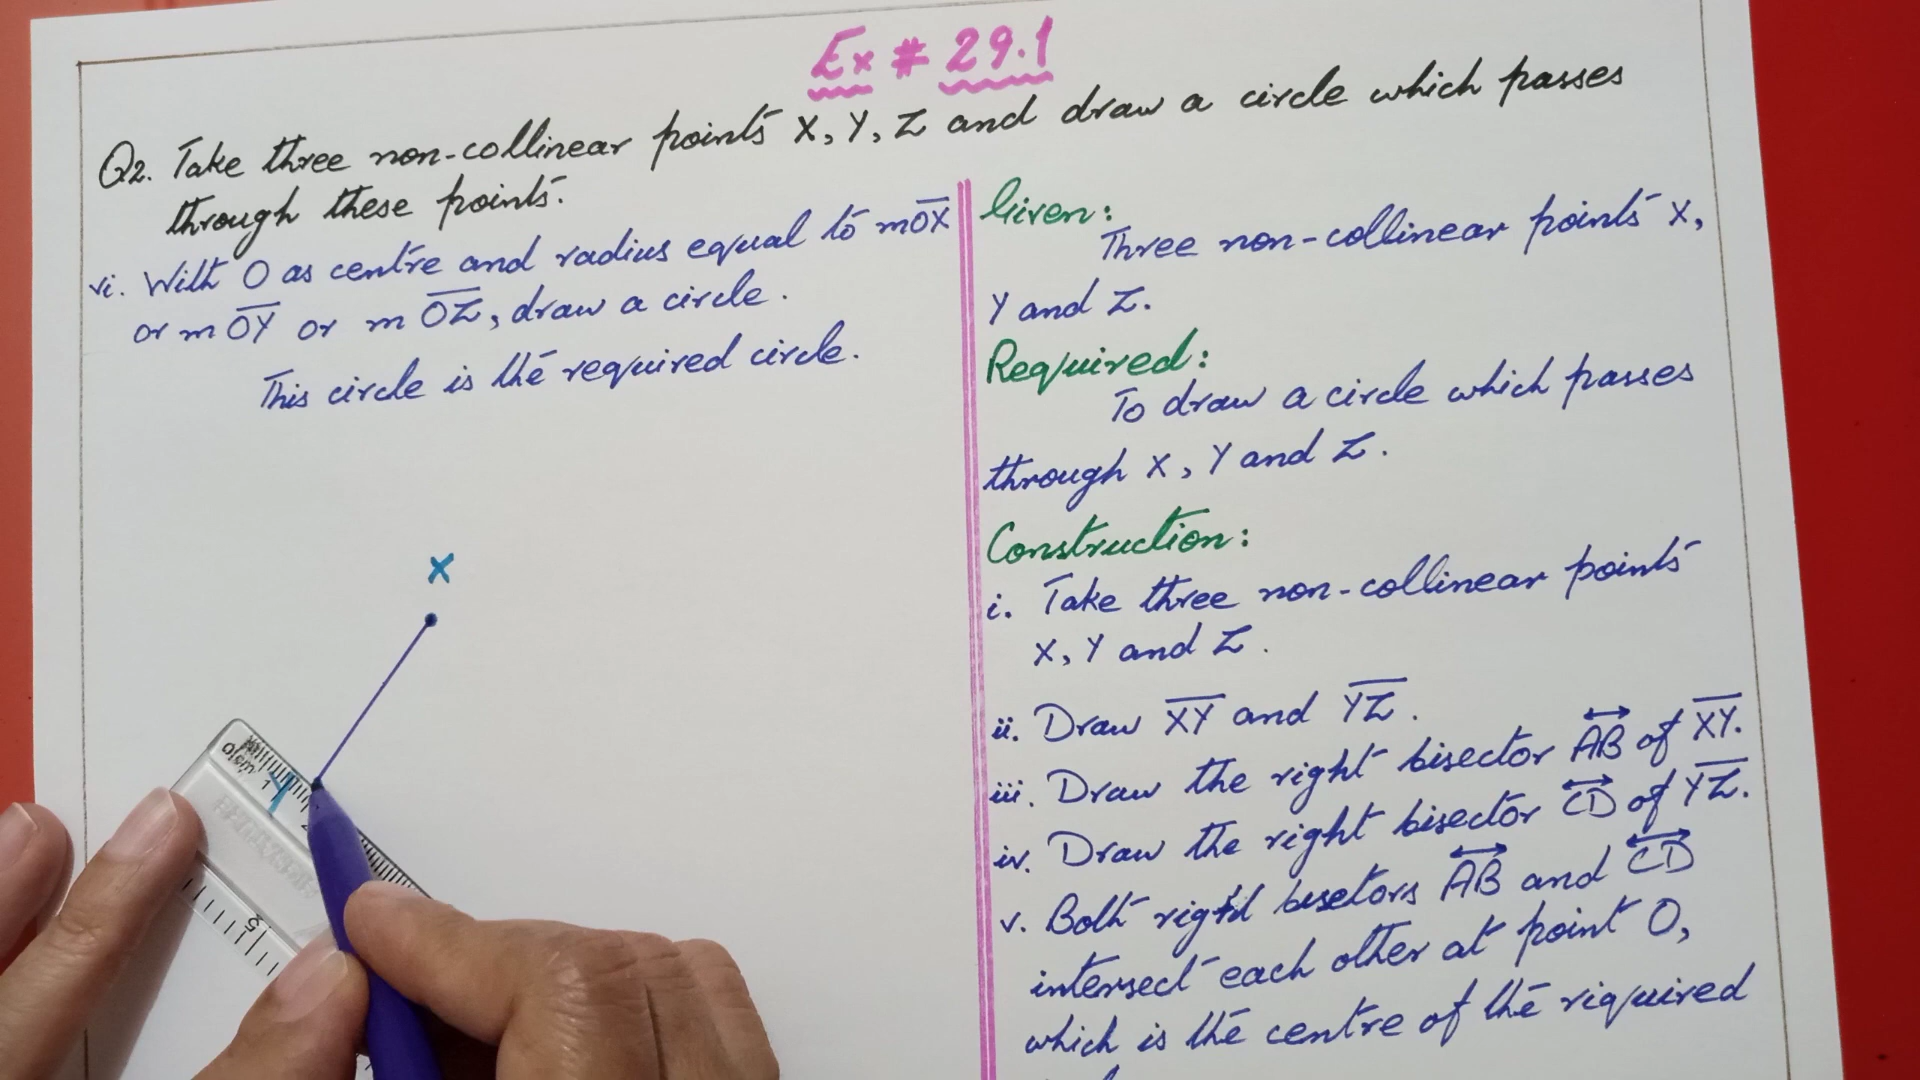 Ex # 29.1
Q2. Take three non-collinear points X, Y, Z and draw a circle which passes
through these points.
vi. With O as centre and radius equal to mOX
or mOY or mOZ, draw a circle.
This circle is the required circle.
X
Y
Given:
Three non-collinear points X,
Y and Z.
Required:
To draw a circle which passes
through X, Y and Z.
Construction:
i. Take three non-collinear points
X, Y and Z.
ii. Draw XY and YZ.
iii. Draw the right bisector AB of XY.
iv. Draw the right bisector CD of YZ.
v. Both right bisetors AB and CD
intersect each other at point O,
which is the centre of the riquired